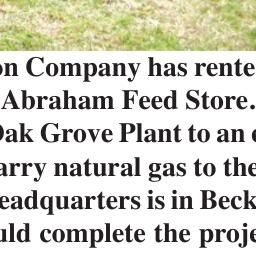 on Company has rente
Abraham Feed Store.
Oak Grove Plant to an
arry natural gas to the
eadquarters is in Beck
uld complete the proje